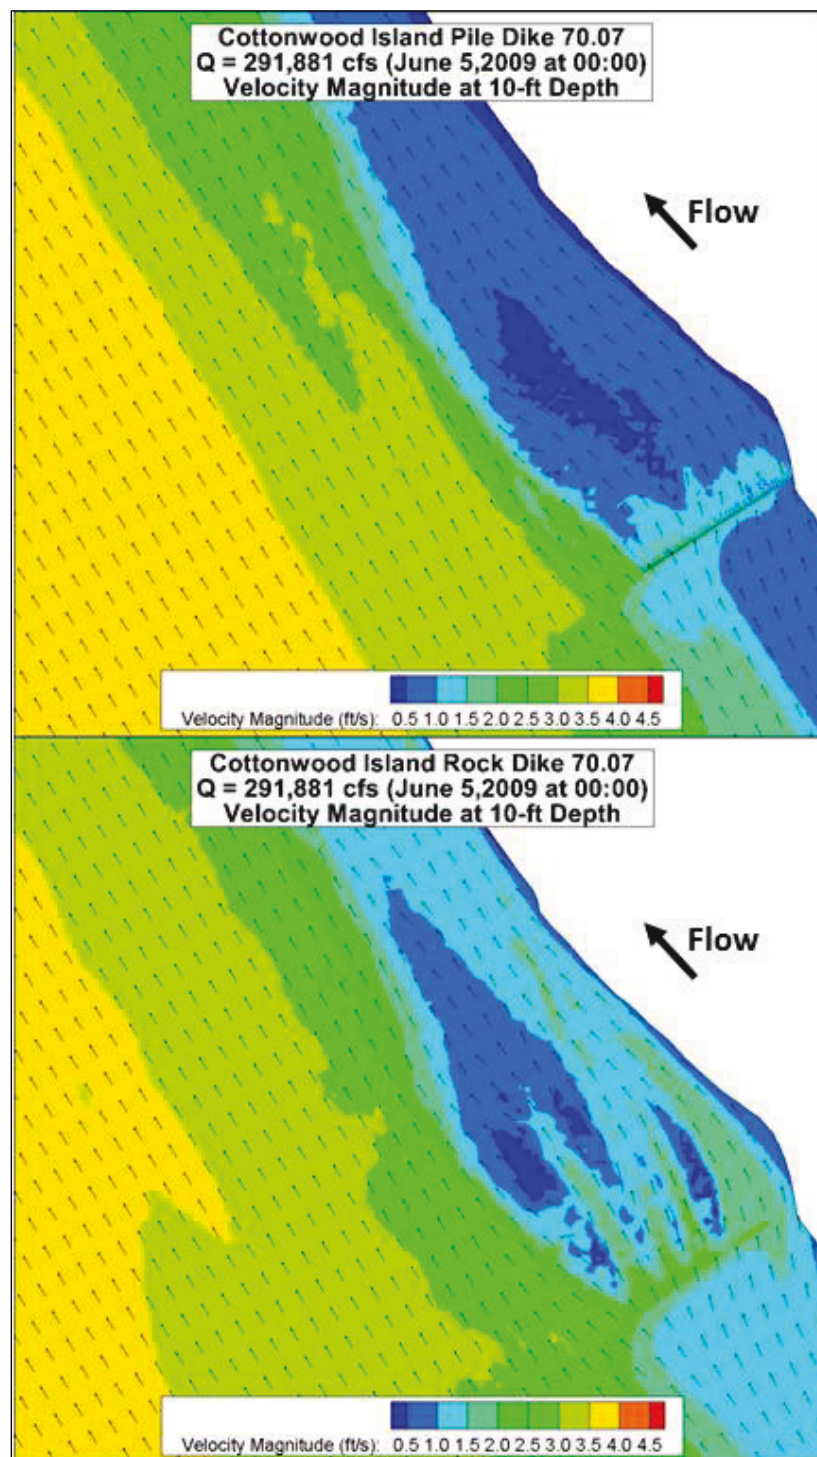 Cottonwood Island Pile Dike 70.07
Q = 291,881 cfs (June 5,2009 at 00:00)
Velocity Magnitude at 10-ft Depth
Flow
Velocity Magnitude (ft/s): 0.5 1.0 1.5 2.0 2.5 3.0 3.5 4.0 4.5
Cottonwood Island Rock Dike 70.07
Q = 291,881 cfs (June 5,2009 at 00:00)
Velocity Magnitude at 10-ft Depth
Flow
Velocity Magnitude (ft/s): 0.5 1.0 1.5 2.0 2.5 3.0 3.5 4.0 4.5